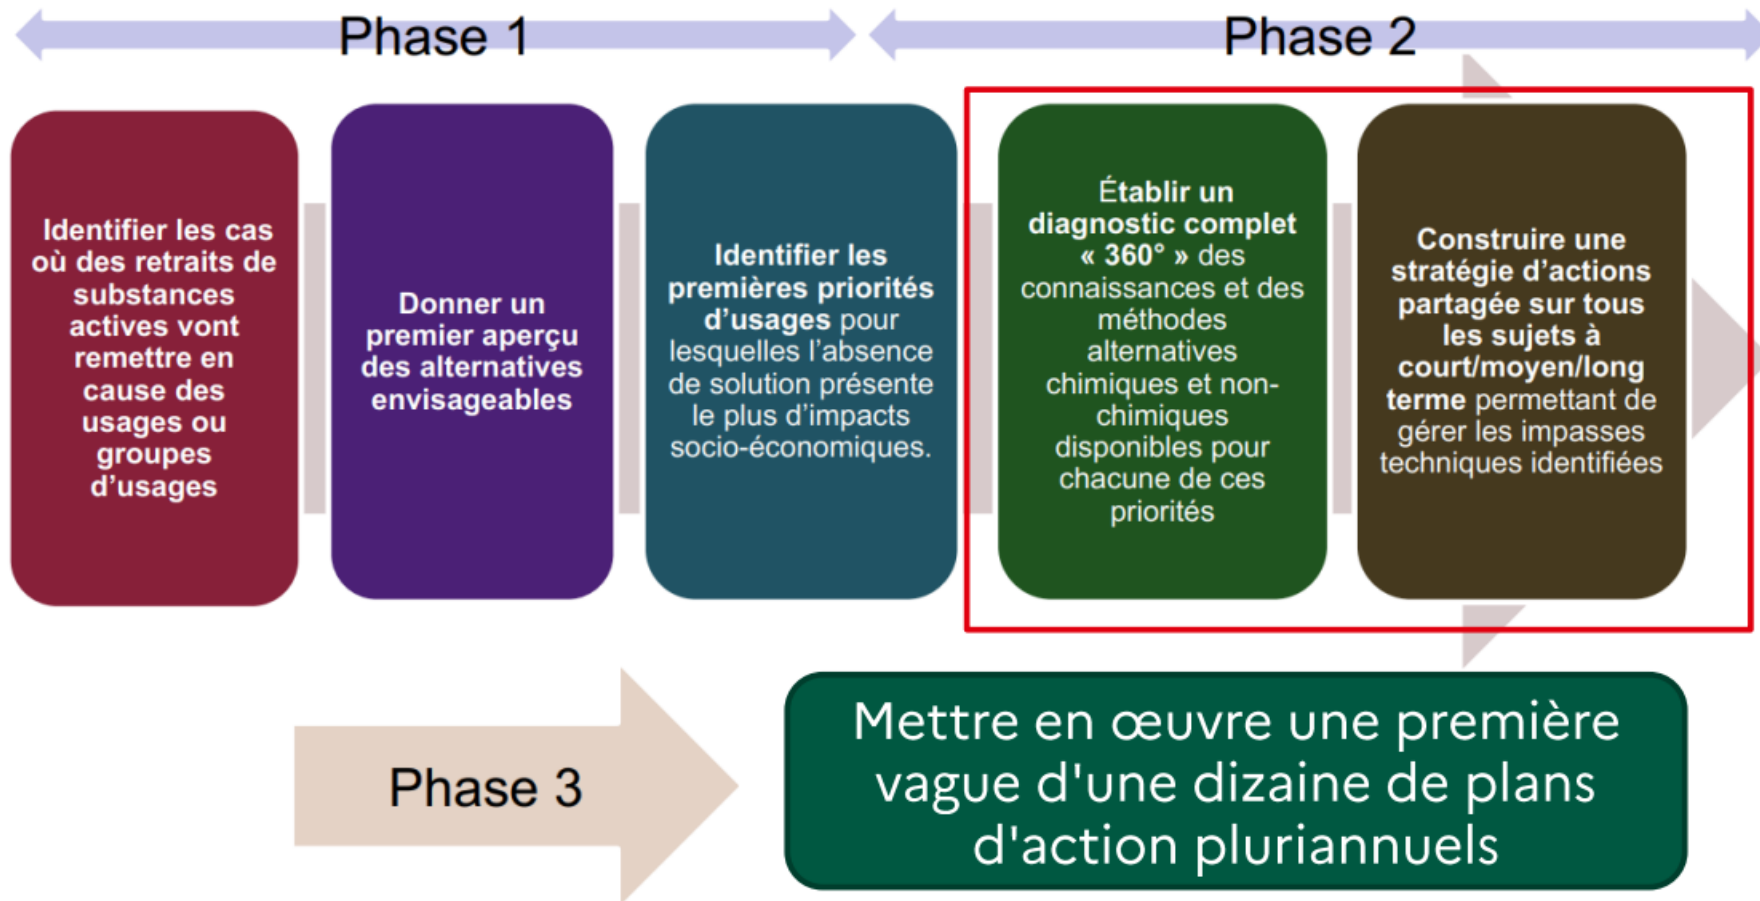 Phase 1
Phase 2
Identifier les cas
où des retraits de
substances
actives vont
remettre en
cause des
usages ou
groupes
d’usages
Donner un
premier aperçu
des alternatives
envisageables
Identifier les
premières priorités
d’usages pour
lesquelles l’absence
de solution présente
le plus d’impacts
socio-économiques.
Établir un
diagnostic complet
« 360° » des
connaissances et des
méthodes
alternatives
chimiques et non-
chimiques
disponibles pour
chacune de ces
priorités
Construire une
stratégie d’actions
partagée sur tous
les sujets à
court/moyen/long
terme permettant de
gérer les impasses
techniques identifiées
Phase 3
Mettre en œuvre une première
vague d'une dizaine de plans
d'action pluriannuels